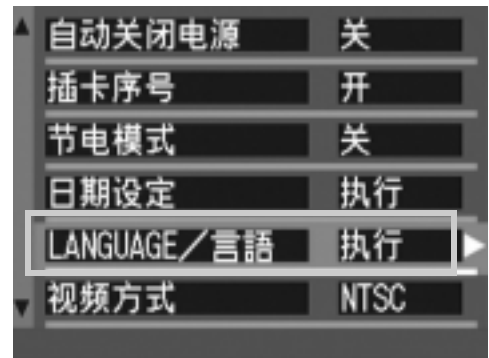 自动关闭电源 关
插卡序号 开
节电模式 关
日期设定 执行
LANGUAGE／言語 执行
视频方式 NTSC